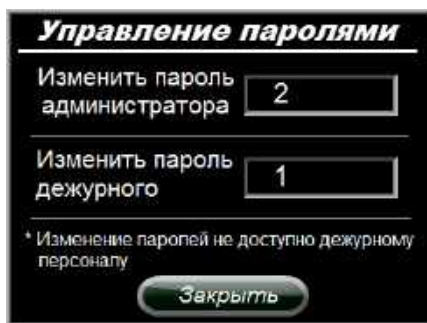 Управление паролями
Изменить пароль
администратора
2
Изменить пароль
дежурного
1
* Изменение паролей не доступно дежурному
персоналу
Закрыть